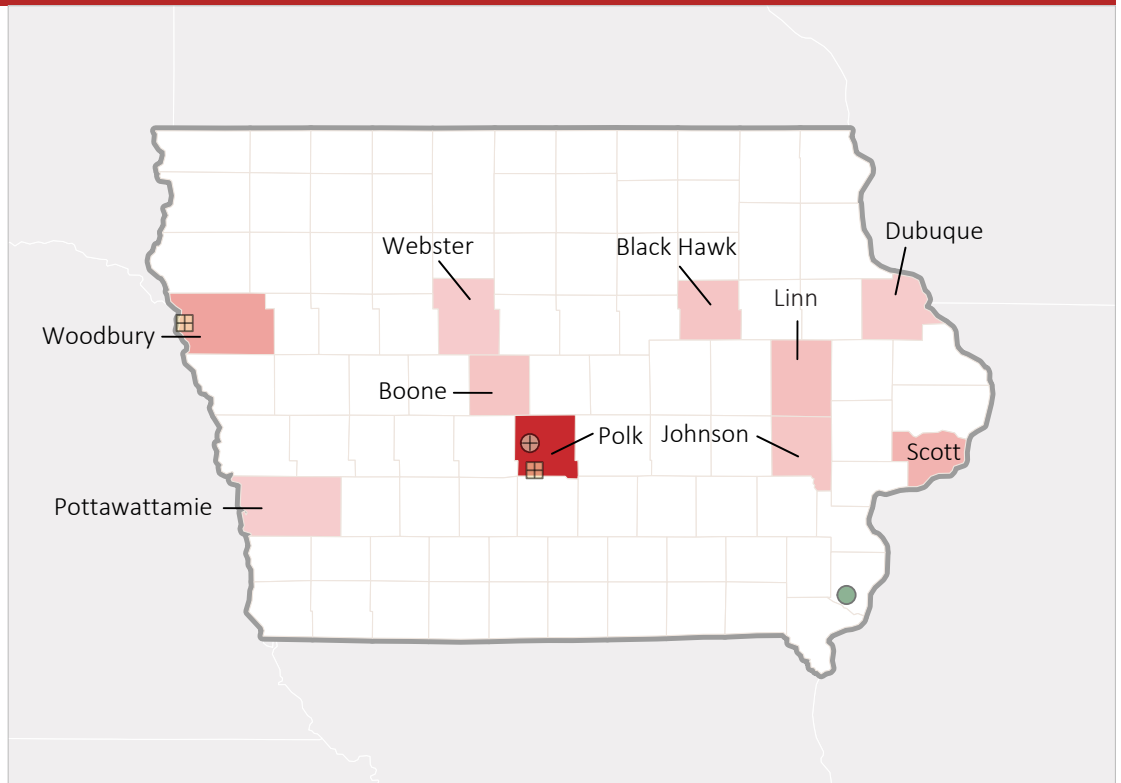 Dubuque
Webster
Black Hawk
Linn
Woodbury
Boone
Polk
Johnson
Scott
Pottawattamie